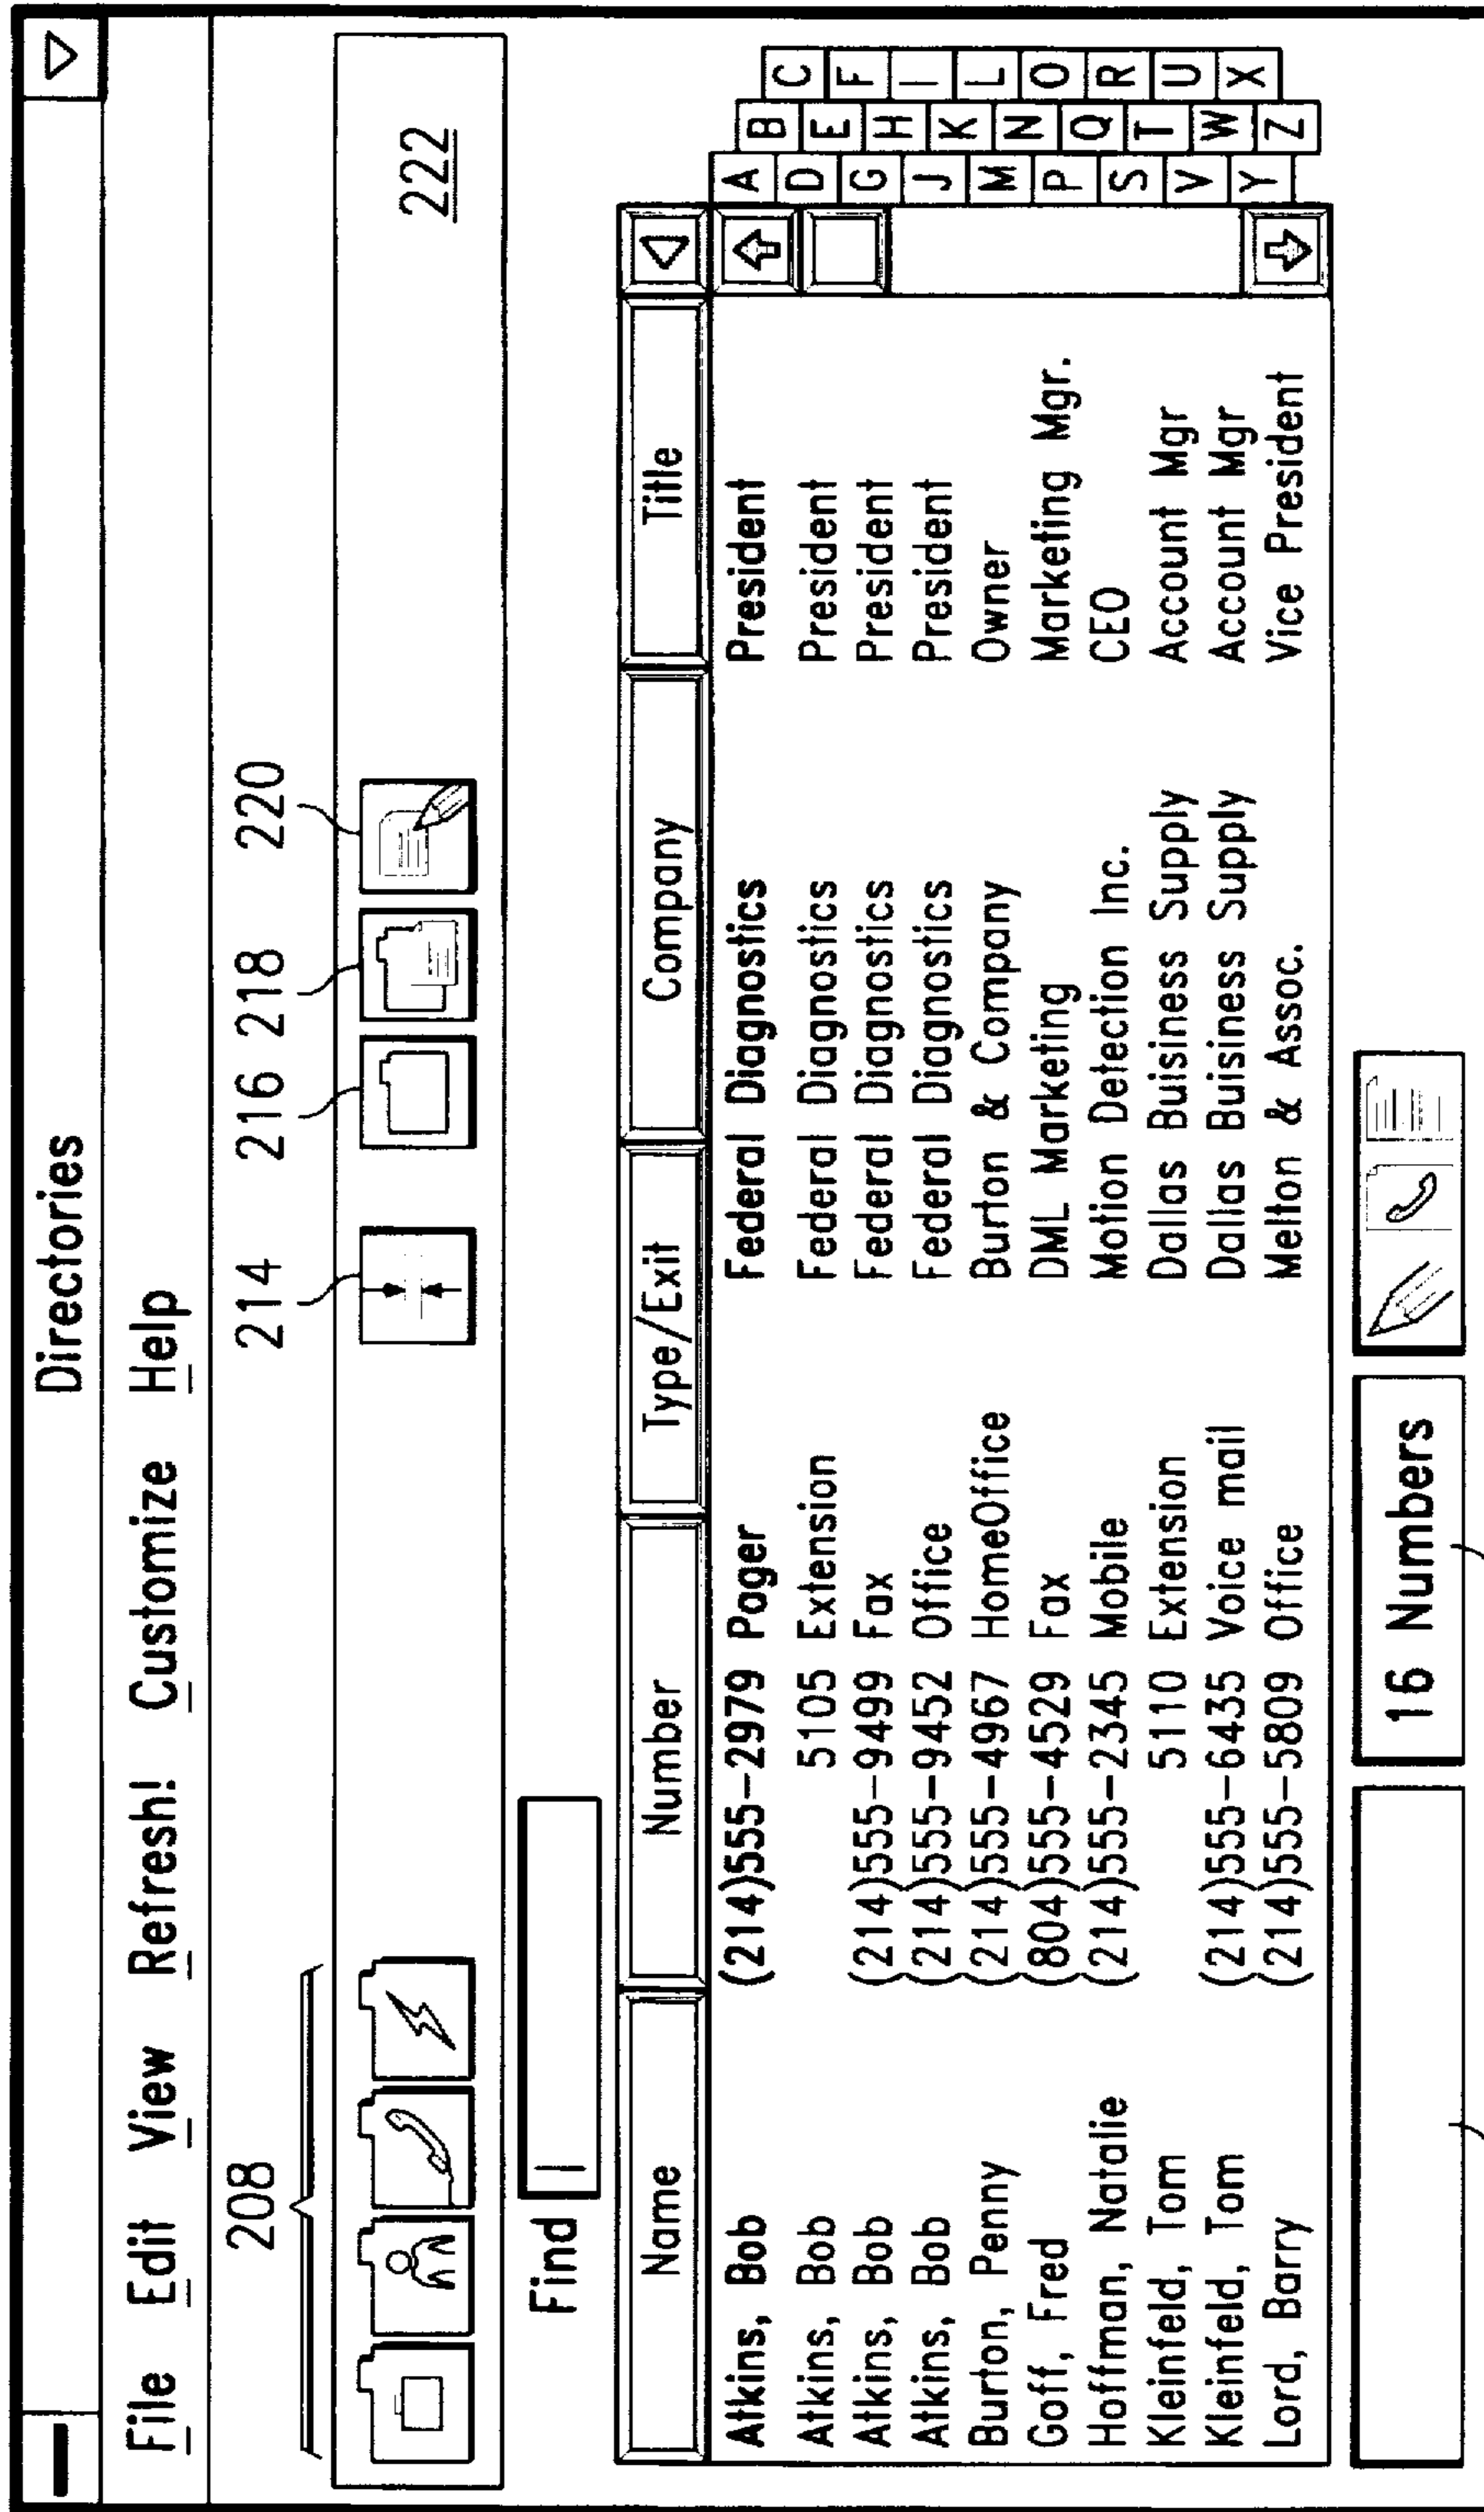 Directories
File Edit View Refresh! Customize Help
208 214 216 218 220
222
Find
Name Number Type/Exit Company Title
Atkins, Bob (214)555-2979 Pager Federal Diagnostics President
Atkins, Bob 5105 Extension Federal Diagnostics President
Atkins, Bob (214)555-9499 Fax Federal Diagnostics President
Atkins, Bob (214)555-9452 Office Federal Diagnostics President
Burton, Penny (214)555-4967 HomeOffice Burton & Company Owner
Goff, Fred (804)555-4529 Fax DML Marketing Marketing Mgr.
Hoffman, Natalie (214)555-2345 Mobile Motion Detection Inc. CEO
Kleinfeld, Tom 5110 Extension Dallas Buisiness Supply Account Mgr
Kleinfeld, Tom (214)555-6435 Voice mail Dallas Buisiness Supply Account Mgr
Lord, Barry (214)555-5809 Office Melton & Assoc. Vice President
A B C
D E F
G H I
J K L
M N O
P Q R
S T U
V W X
Y Z
16 Numbers